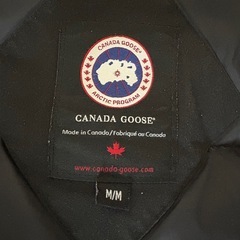 CANADA GOOSE
ARCTIC PROGRAM
CANADA GOOSE®
Made in Canada/Fabriqué au Canada
www.canada-goose.com
M/M